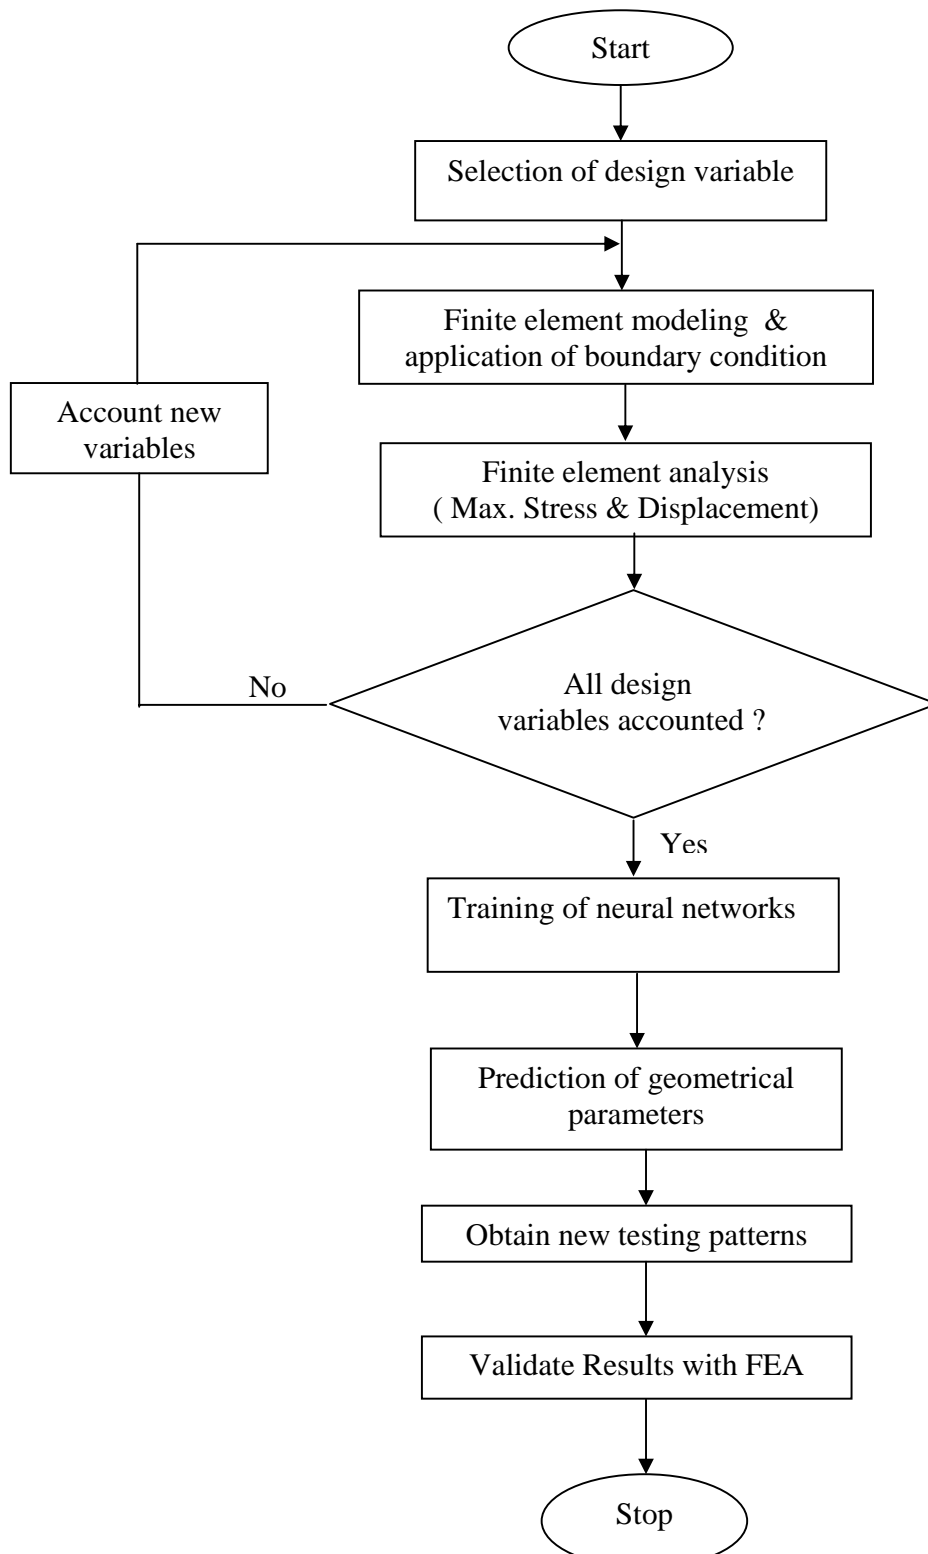 Start
Selection of design variable
Finite element modeling &
application of boundary condition
Account new
variables
Finite element analysis
( Max. Stress & Displacement)
No
All design
variables accounted ?
Yes
Training of neural networks
Prediction of geometrical
parameters
Obtain new testing patterns
Validate Results with FEA
Stop